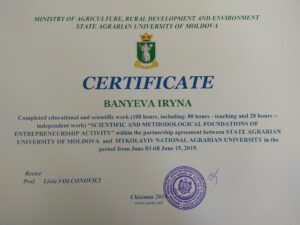 MINISTRY OF AGRICULTURE, RURAL DEVELOPMENT AND ENVIRONMENT
STATE AGRARIAN UNIVERSITY OF MOLDOVA
CERTIFICATE
BANYEVA IRYNA
Completed educational and scientific work (108 hours, including: 80 hours - teaching and 28 hours –
independent work) "SCIENTIFIC AND METHODOLOGICAL FOUNDATIONS OF
ENTREPRENEURSHIP ACTIVITY" within the partnership agreement between STATE AGRARIAN
UNIVERSITY OF MOLDOVA and MYKOLAYIV NATIONAL AGRARIAN UNIVERSITY in the
period from June 03 till June 15, 2019.
Rector
Prof. Liviu VOLCONOVICI
Chisinau